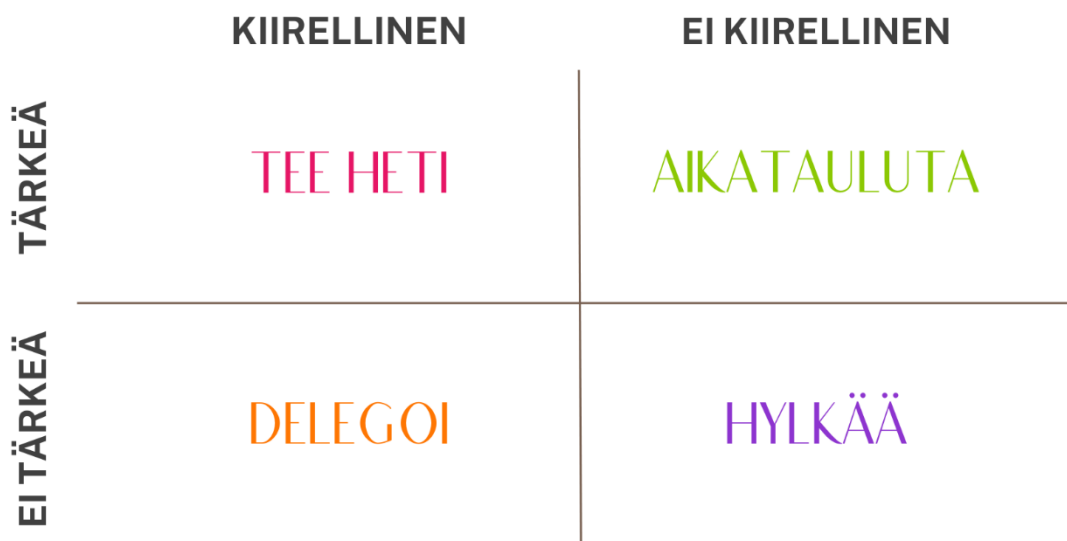 KIIRELLINEN
EI KIIRELLINEN
TÄRKEÄ
TEE HETI
AIKATAULUTA
EI TÄRKEÄ
DELEGOI
HYLKÄÄ